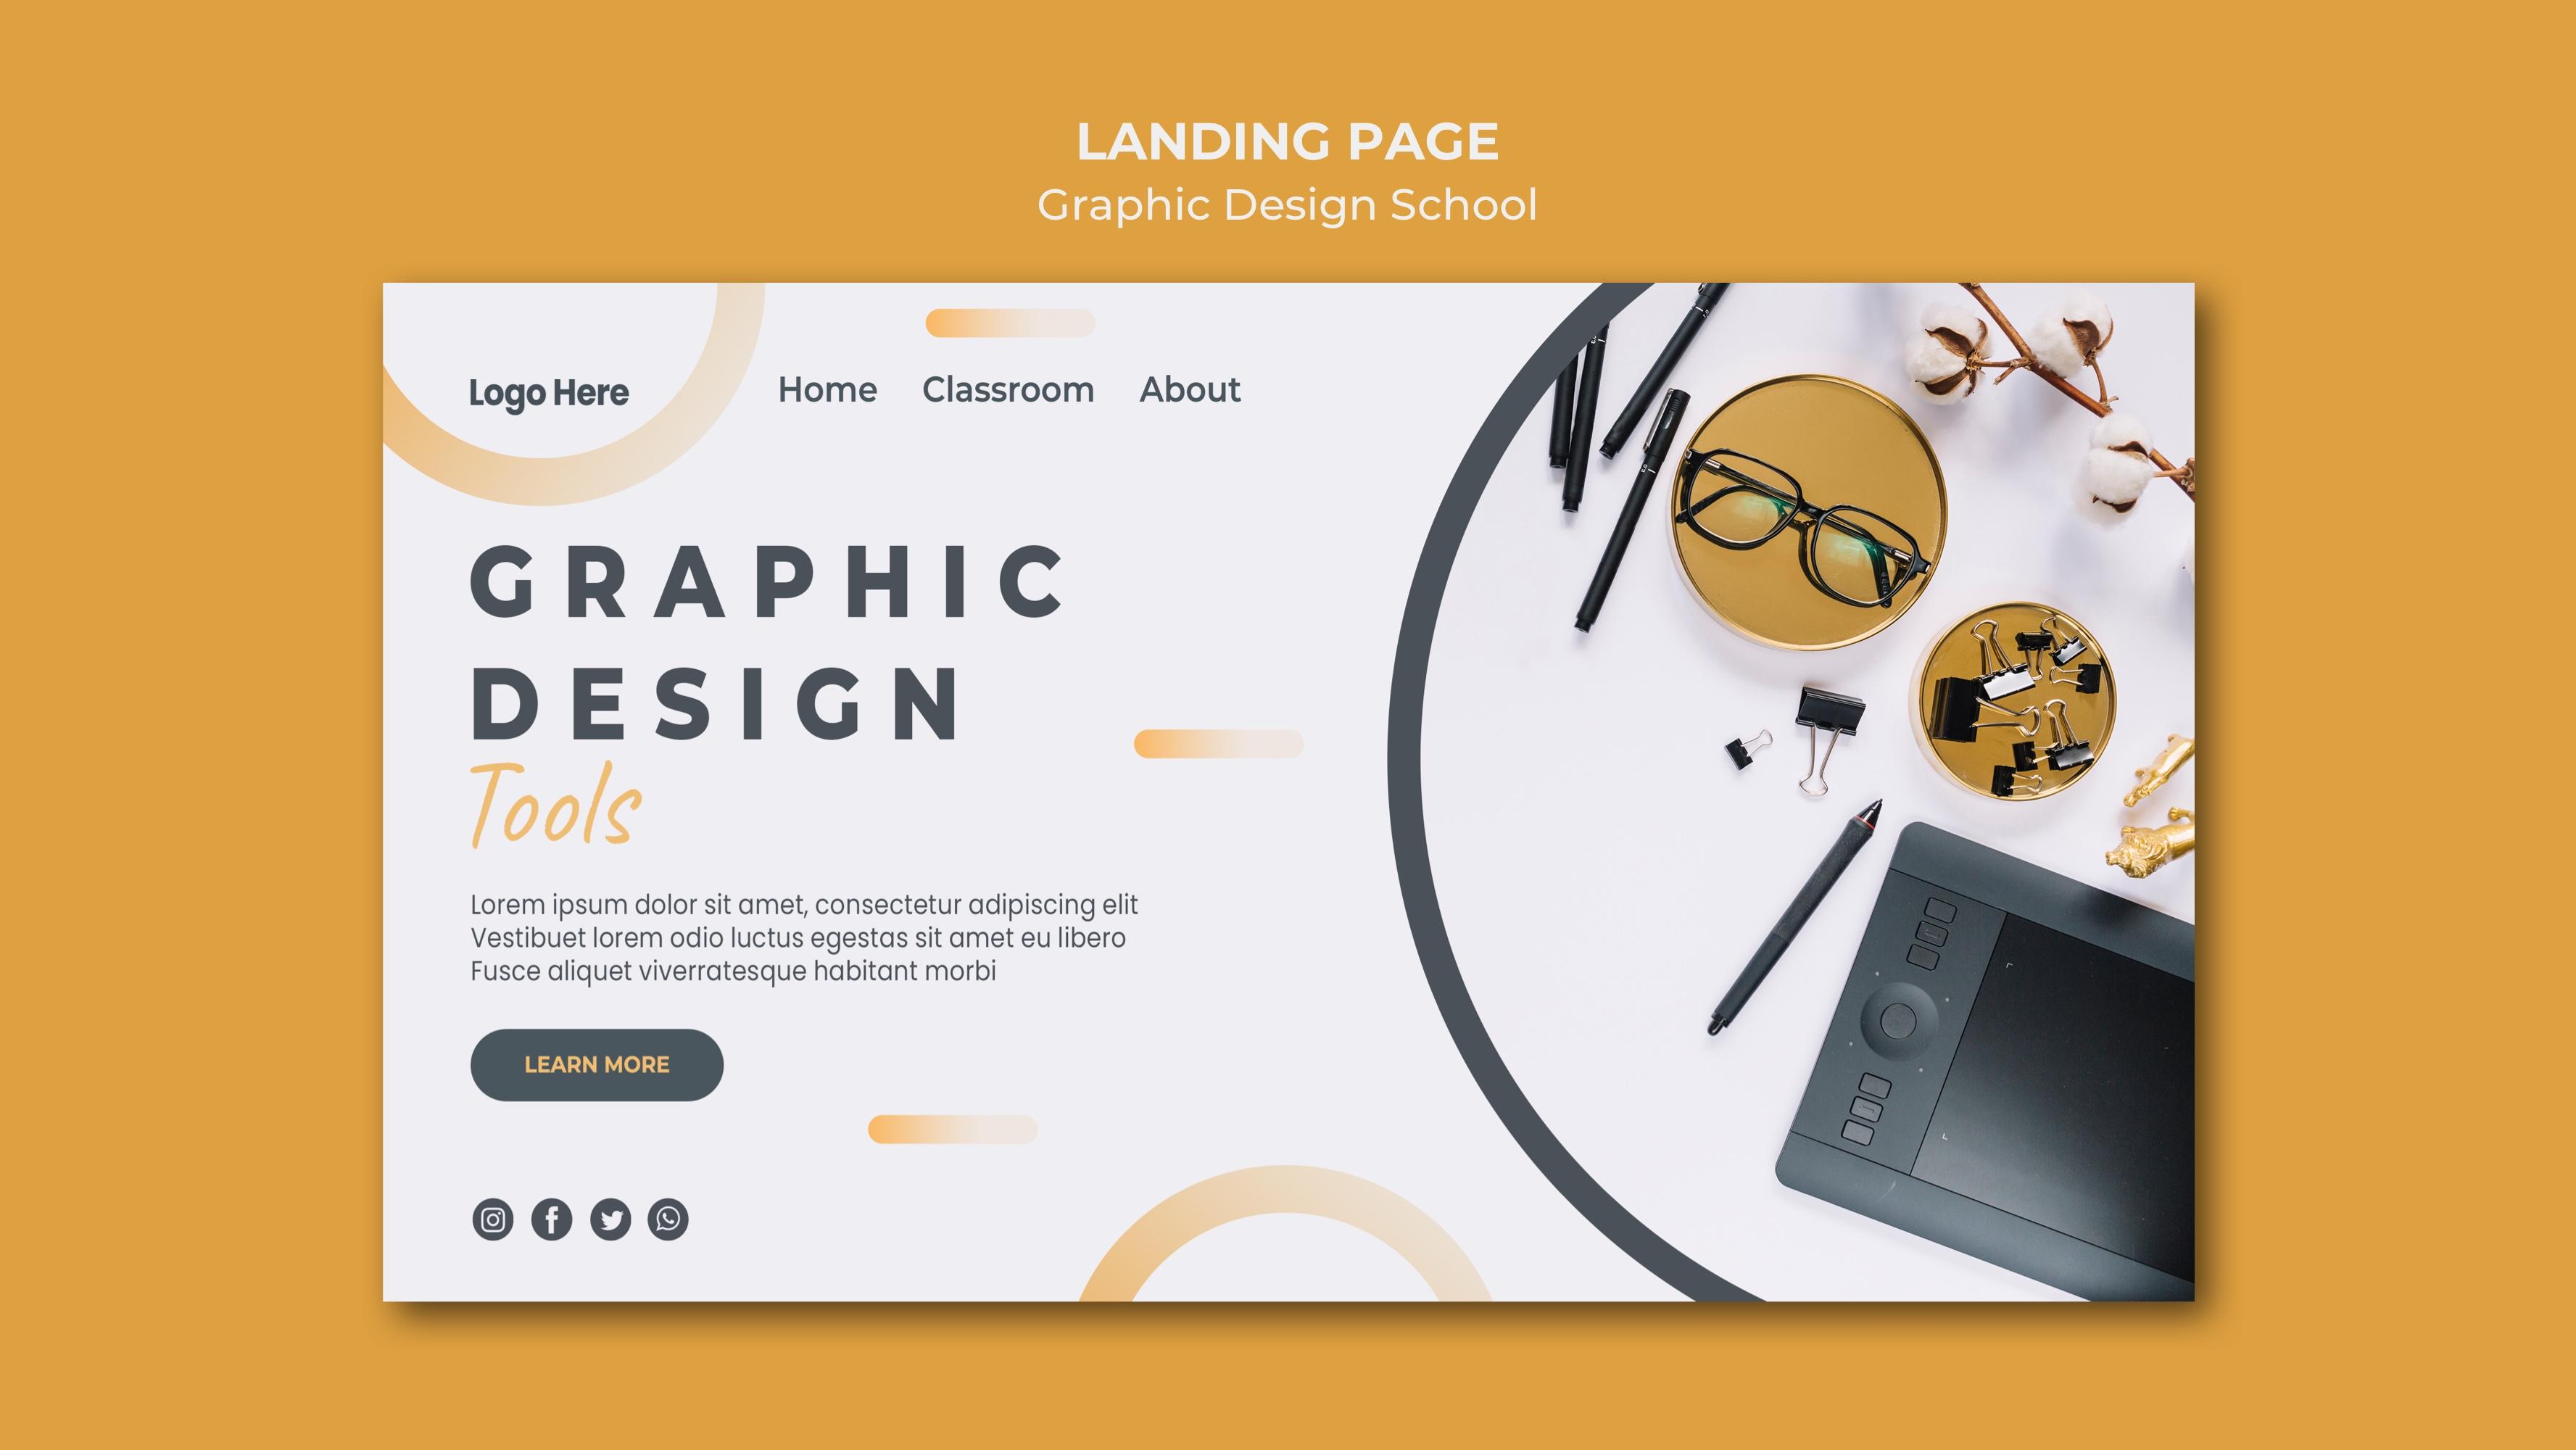 LANDING PAGE
Graphic Design School
Logo Here
Home Classroom About
GRAPHIC
DESIGN
Tools
Lorem ipsum dolor sit amet, consectetur adipiscing elit
Vestibuet lorem odio luctus egestas sit amet eu libero
Fusce aliquet viverratesque habitant morbi
LEARN MORE